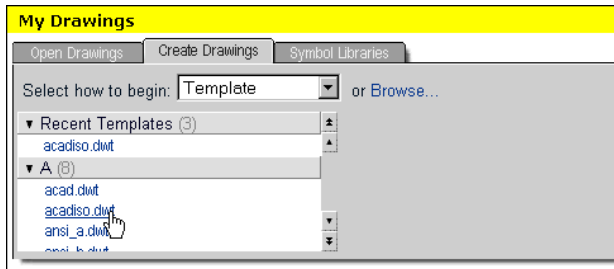 My Drawings
Open Drawings Create Drawings Symbol Libraries
Select how to begin: Template or Browse...
▼ Recent Templates (3)
acadiso.dwt
▼ A (8)
acad.dwt
acadiso.dwt
ansi_a.dwt